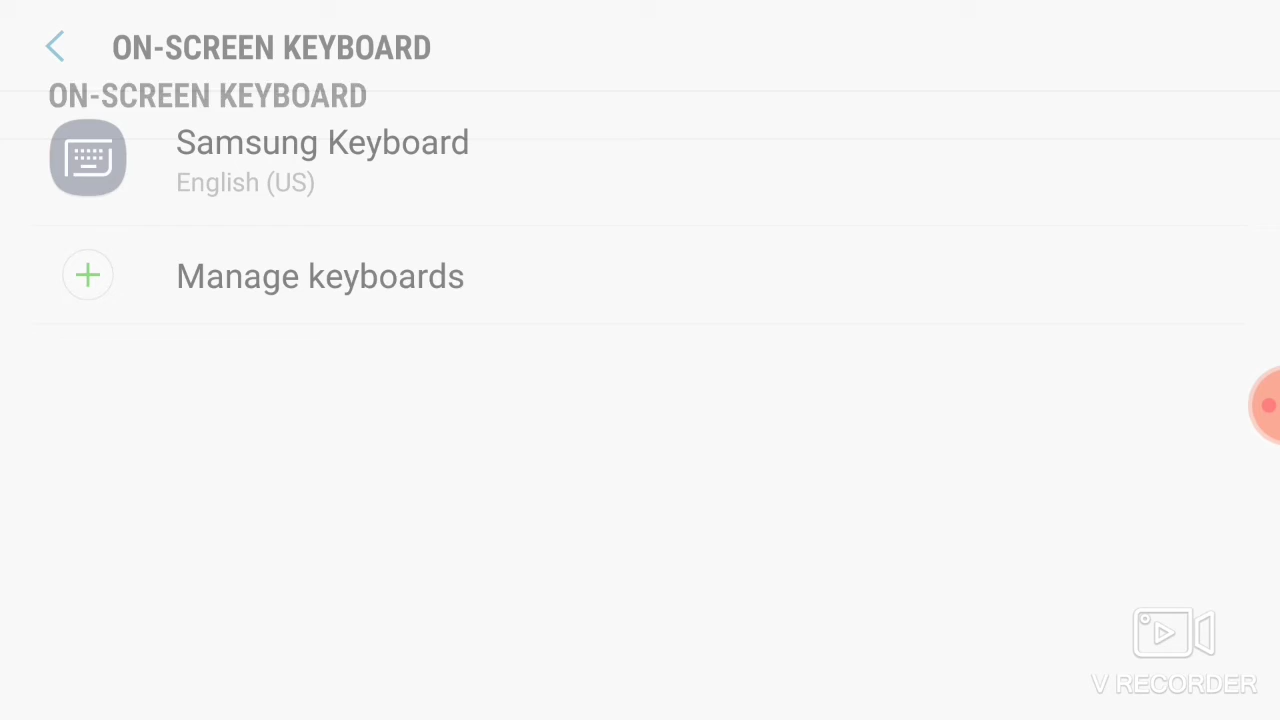 ON-SCREEN KEYBOARD
ON-SCREEN KEYBOARD
Samsung Keyboard
English (US)
Manage keyboards
V RECORDER